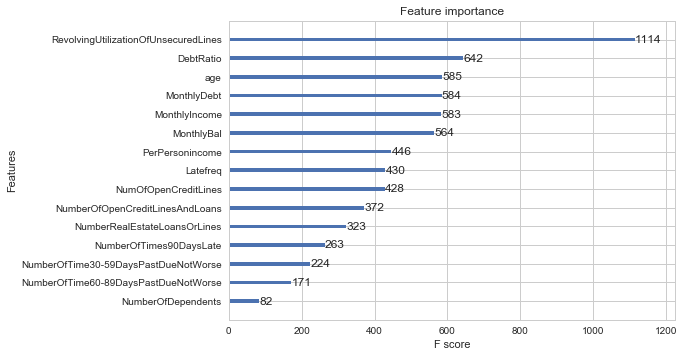 Feature importance
RevolvingUtilizationOfUnsecuredLines 1114
DebtRatio 642
age 585
MonthlyDebt 584
MonthlyIncome 583
MonthlyBal 564
PerPersonincome 446
Latefreq 430
NumOfOpenCreditLines 428
NumberOfOpenCreditLinesAndLoans 372
NumberRealEstateLoansOrLines 323
NumberOfTimes90DaysLate 263
NumberOfTime30-59DaysPastDueNotWorse 224
NumberOfTime60-89DaysPastDueNotWorse 171
NumberOfDependents 82
Features
0 200 400 600 800 1000 1200
F score